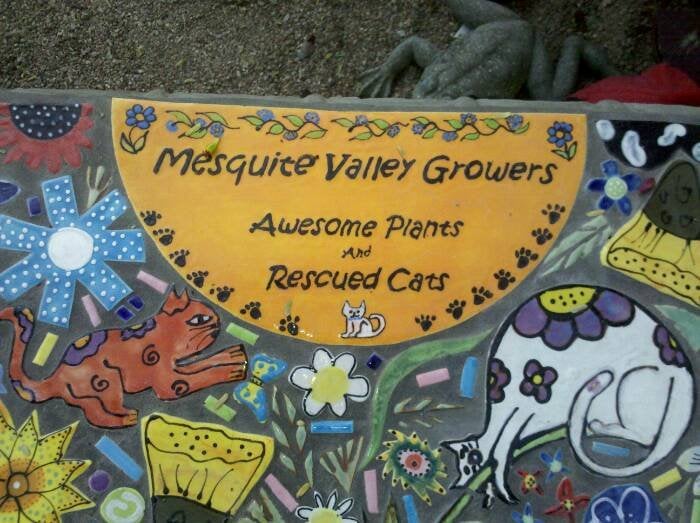 Mesquite Valley Growers
Awesome Plants
And
Rescued Cats